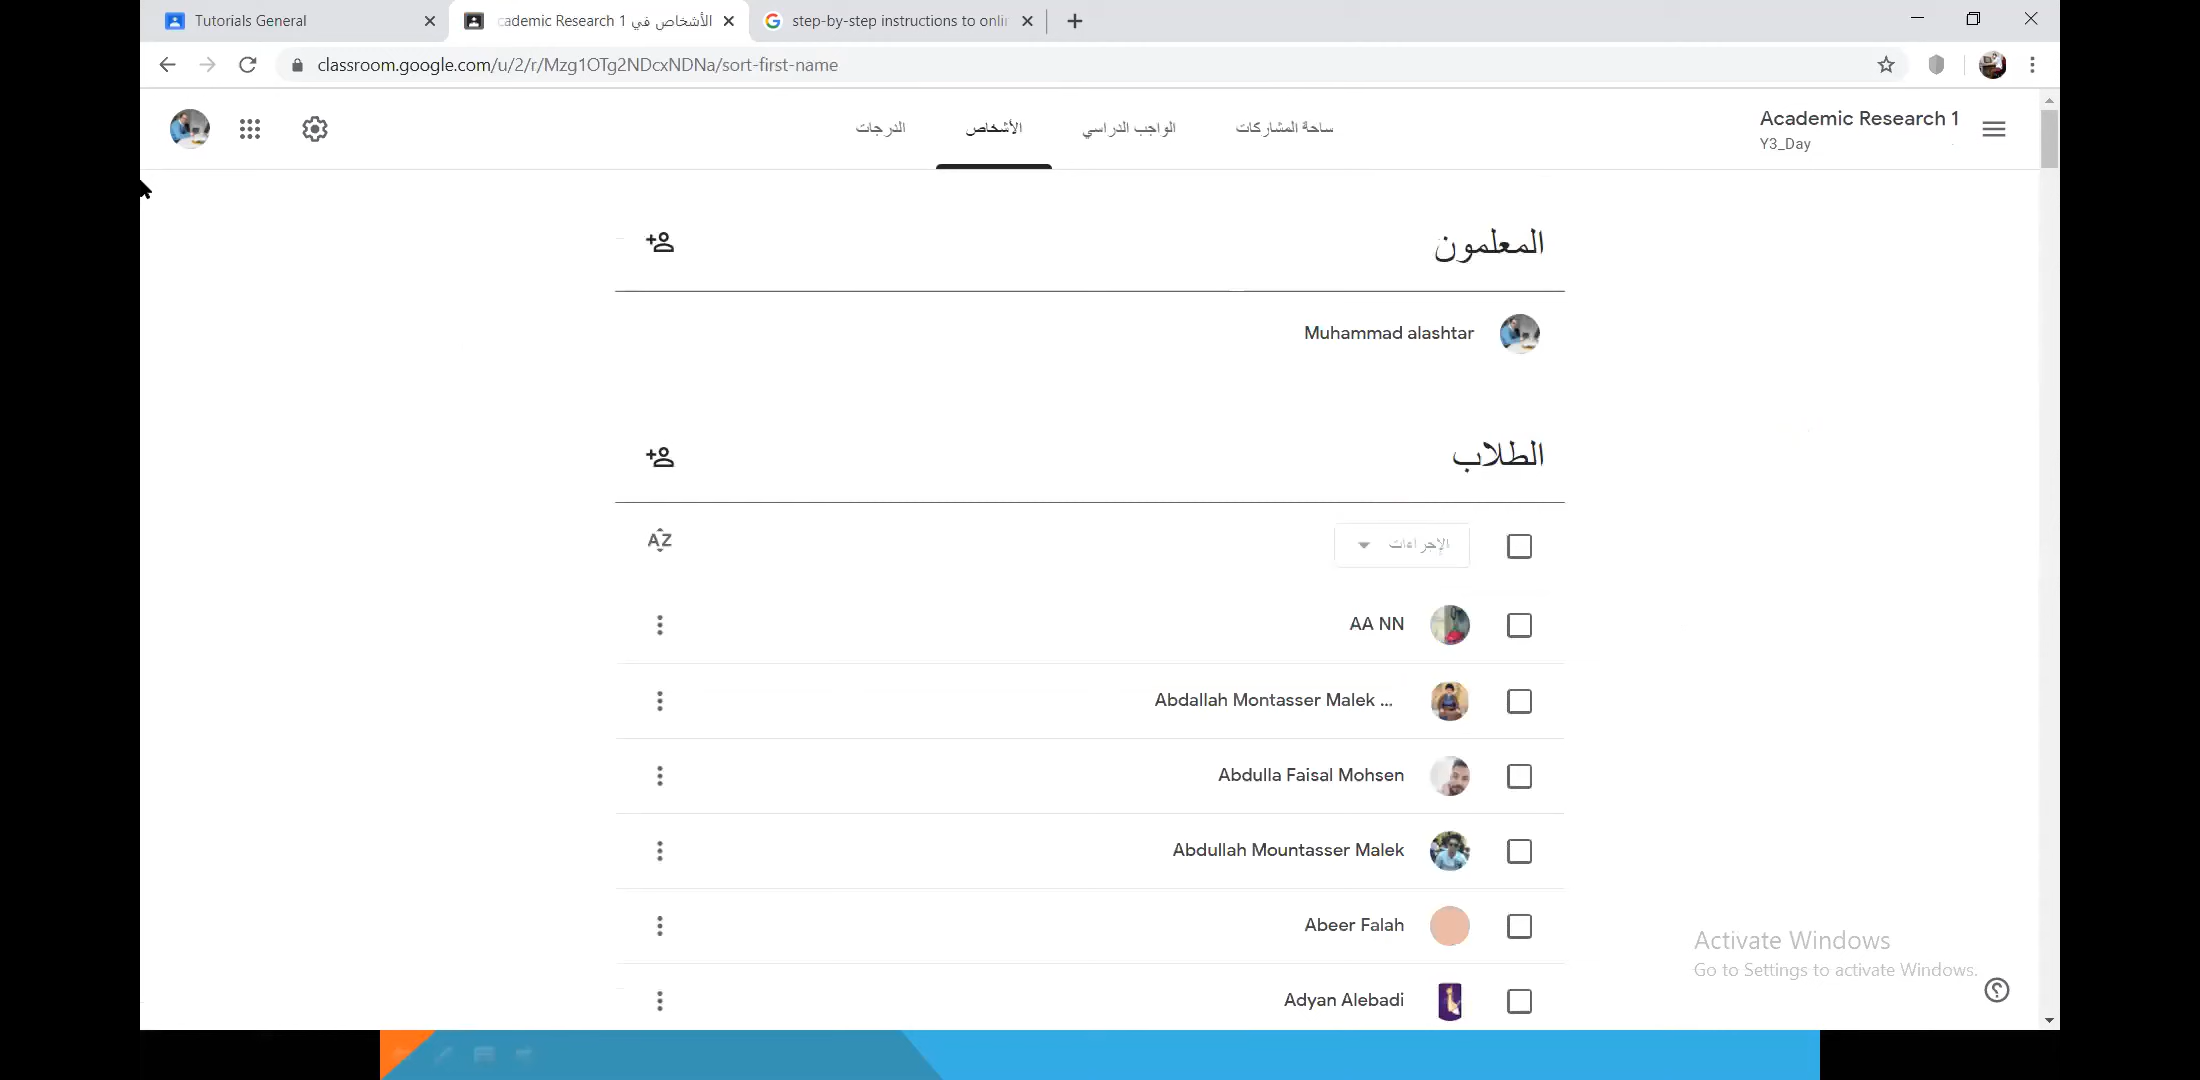 Tutorials General
cademic Research 1 الأشخاص في
step-by-step instructions to onli
classroom.google.com/u/2/r/Mzg1OTg2NDcxNDNa/sort-first-name
Academic Research 1
Y3_Day
ساحة المشاركات
الواجب الدراسي
الأشخاص
الدرجات
المعلمون
Muhammad alashtar
الطلاب
الإجراءات
AZ
AA NN
Abdallah Montasser Malek ...
Abdulla Faisal Mohsen
Abdullah Mountasser Malek
Abeer Falah
Adyan Alebadi
Activate Windows
Go to Settings to activate Windows.